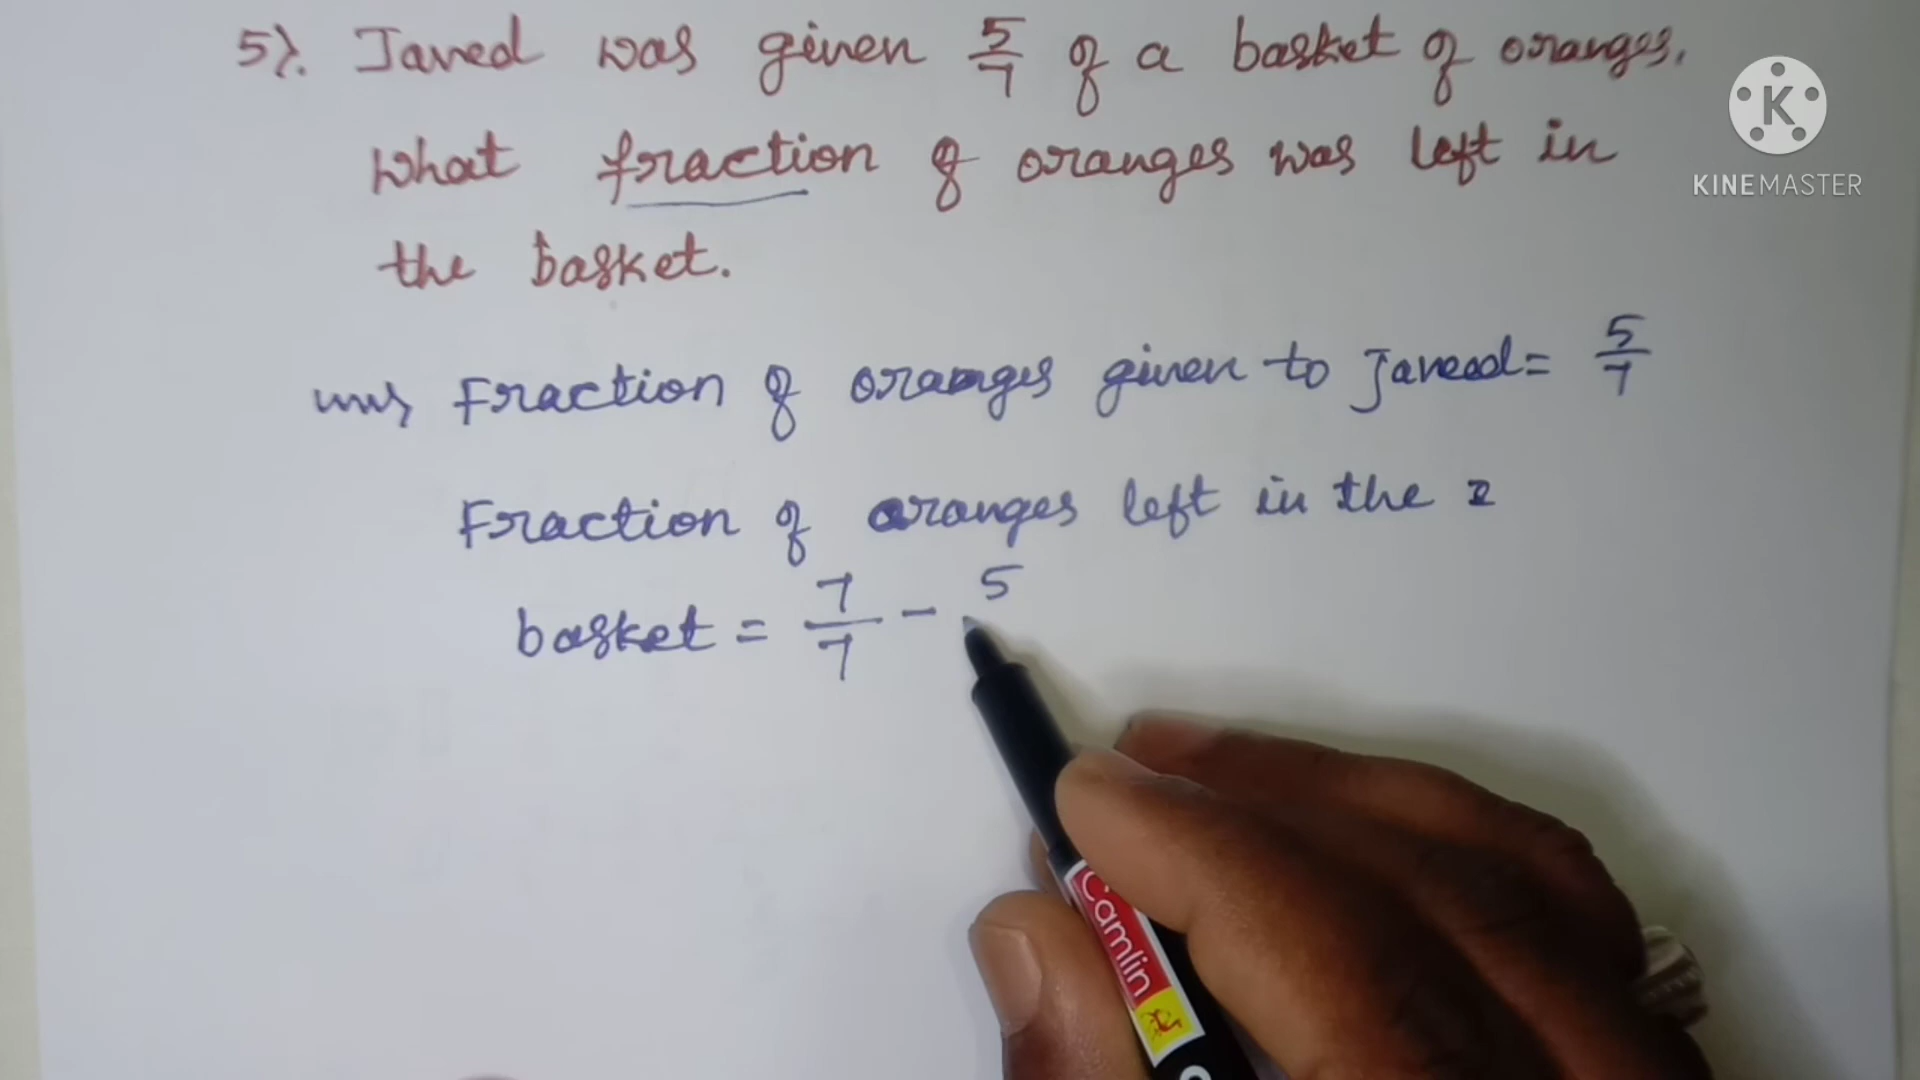 5). Javed was given 5/7 of a basket of oranges.
What fraction of oranges was left in
the basket.
Fraction of oranges given to Javeed = 5/7
Fraction of oranges left in the
basket = 7/7 - 5
K
KINEMASTER
Camlin